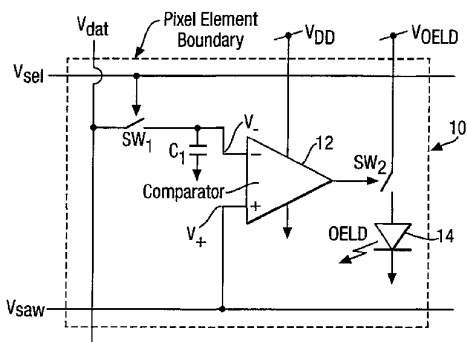 Pixel Element
Boundary
Vdat
VDD
VOELD
Vsel
10
SW1
V-
12
C1
SW2
Comparator
−
+
V+
OELD
14
Vsaw